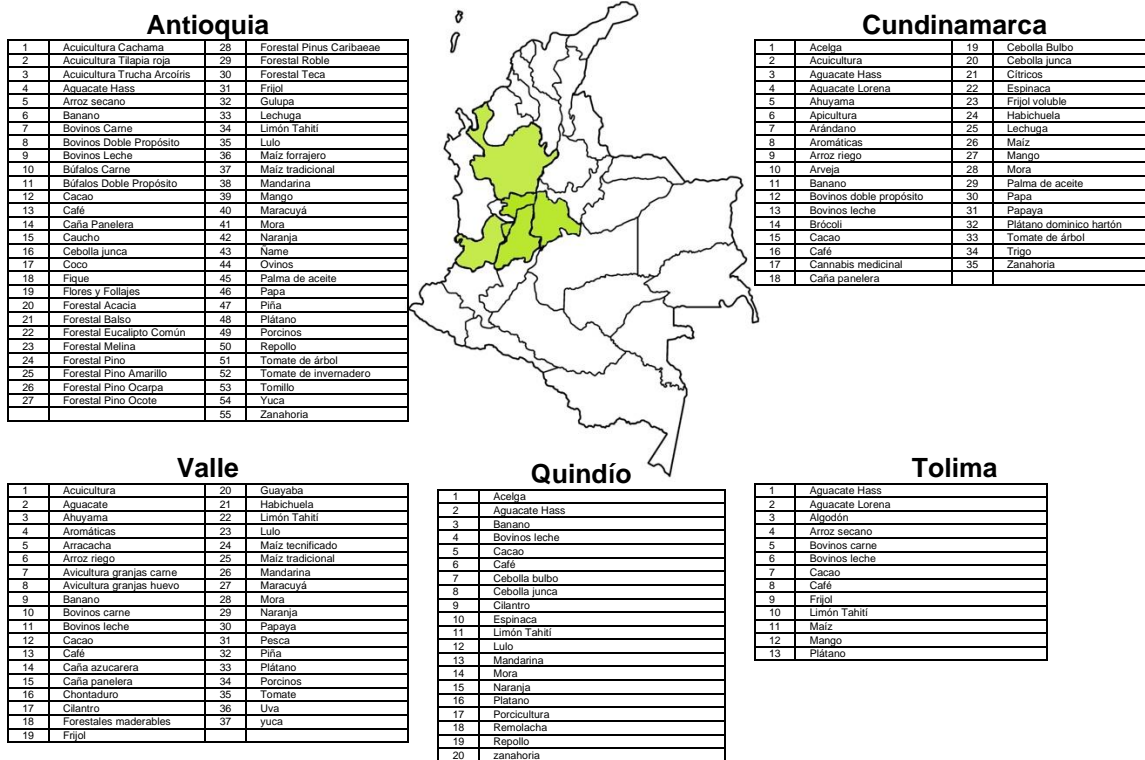 Antioquia
1 Acuicultura Cachama 28 Forestal Pinus Caribaeae
2 Acuicultura Tilapia roja 29 Forestal Roble
3 Acuicultura Trucha Arcoíris 30 Forestal Teca
4 Aguacate Hass 31 Frijol
5 Arroz secano 32 Gulupa
6 Banano 33 Lechuga
7 Bovinos Carne 34 Limón Tahití
8 Bovinos Doble Propósito 35 Lulo
9 Bovinos Leche 36 Maíz forrajero
10 Búfalos Carne 37 Maíz tradicional
11 Búfalos Doble Propósito 38 Mandarina
12 Cacao 39 Mango
13 Café 40 Maracuyá
14 Caña Panelera 41 Mora
15 Caucho 42 Naranja
16 Cebolla junca 43 Ñame
17 Coco 44 Ovinos
18 Fique 45 Palma de aceite
19 Flores y Follajes 46 Papa
20 Forestal Acacia 47 Piña
21 Forestal Balso 48 Plátano
22 Forestal Eucalipto Común 49 Porcinos
23 Forestal Melina 50 Repollo
24 Forestal Pino 51 Tomate de árbol
25 Forestal Pino Amarillo 52 Tomate de invernadero
26 Forestal Pino Ocarpa 53 Tomillo
27 Forestal Pino Ocote 54 Yuca
55 Zanahoria
Cundinamarca
1 Acelga 19 Cebolla Bulbo
2 Acuicultura 20 Cebolla junca
3 Aguacate Hass 21 Cítricos
4 Aguacate Lorena 22 Espinaca
5 Ahuyama 23 Frijol voluble
6 Apicultura 24 Habichuela
7 Arándano 25 Lechuga
8 Aromáticas 26 Maíz
9 Arroz riego 27 Mango
10 Arveja 28 Mora
11 Banano 29 Palma de aceite
12 Bovinos doble propósito 30 Papa
13 Bovinos leche 31 Papaya
14 Brócoli 32 Plátano dominico hartón
15 Cacao 33 Tomate de árbol
16 Café 34 Trigo
17 Cannabis medicinal 35 Zanahoria
18 Caña panelera
Valle
1 Acuicultura 20 Guayaba
2 Aguacate 21 Habichuela
3 Ahuyama 22 Limón Tahití
4 Aromáticas 23 Lulo
5 Arracacha 24 Maíz tecnificado
6 Arroz riego 25 Maíz tradicional
7 Avicultura granjas carne 26 Mandarina
8 Avicultura granjas huevo 27 Maracuyá
9 Banano 28 Mora
10 Bovinos carne 29 Naranja
11 Bovinos leche 30 Papaya
12 Cacao 31 Pesca
13 Café 32 Piña
14 Caña azucarera 33 Plátano
15 Caña panelera 34 Porcinos
16 Chontaduro 35 Tomate
17 Cilantro 36 Uva
18 Forestales maderables 37 yuca
19 Frijol
Quindío
1 Acelga
2 Aguacate Hass
3 Banano
4 Bovinos leche
5 Cacao
6 Café
7 Cebolla bulbo
8 Cebolla junca
9 Cilantro
10 Espinaca
11 Limón Tahití
12 Lulo
13 Mandarina
14 Mora
15 Naranja
16 Platano
17 Porcicultura
18 Remolacha
19 Repollo
20 zanahoria
Tolima
1 Aguacate Hass
2 Aguacate Lorena
3 Algodón
4 Arroz secano
5 Bovinos carne
6 Bovinos leche
7 Cacao
8 Café
9 Frijol
10 Limón Tahití
11 Maíz
12 Mango
13 Plátano